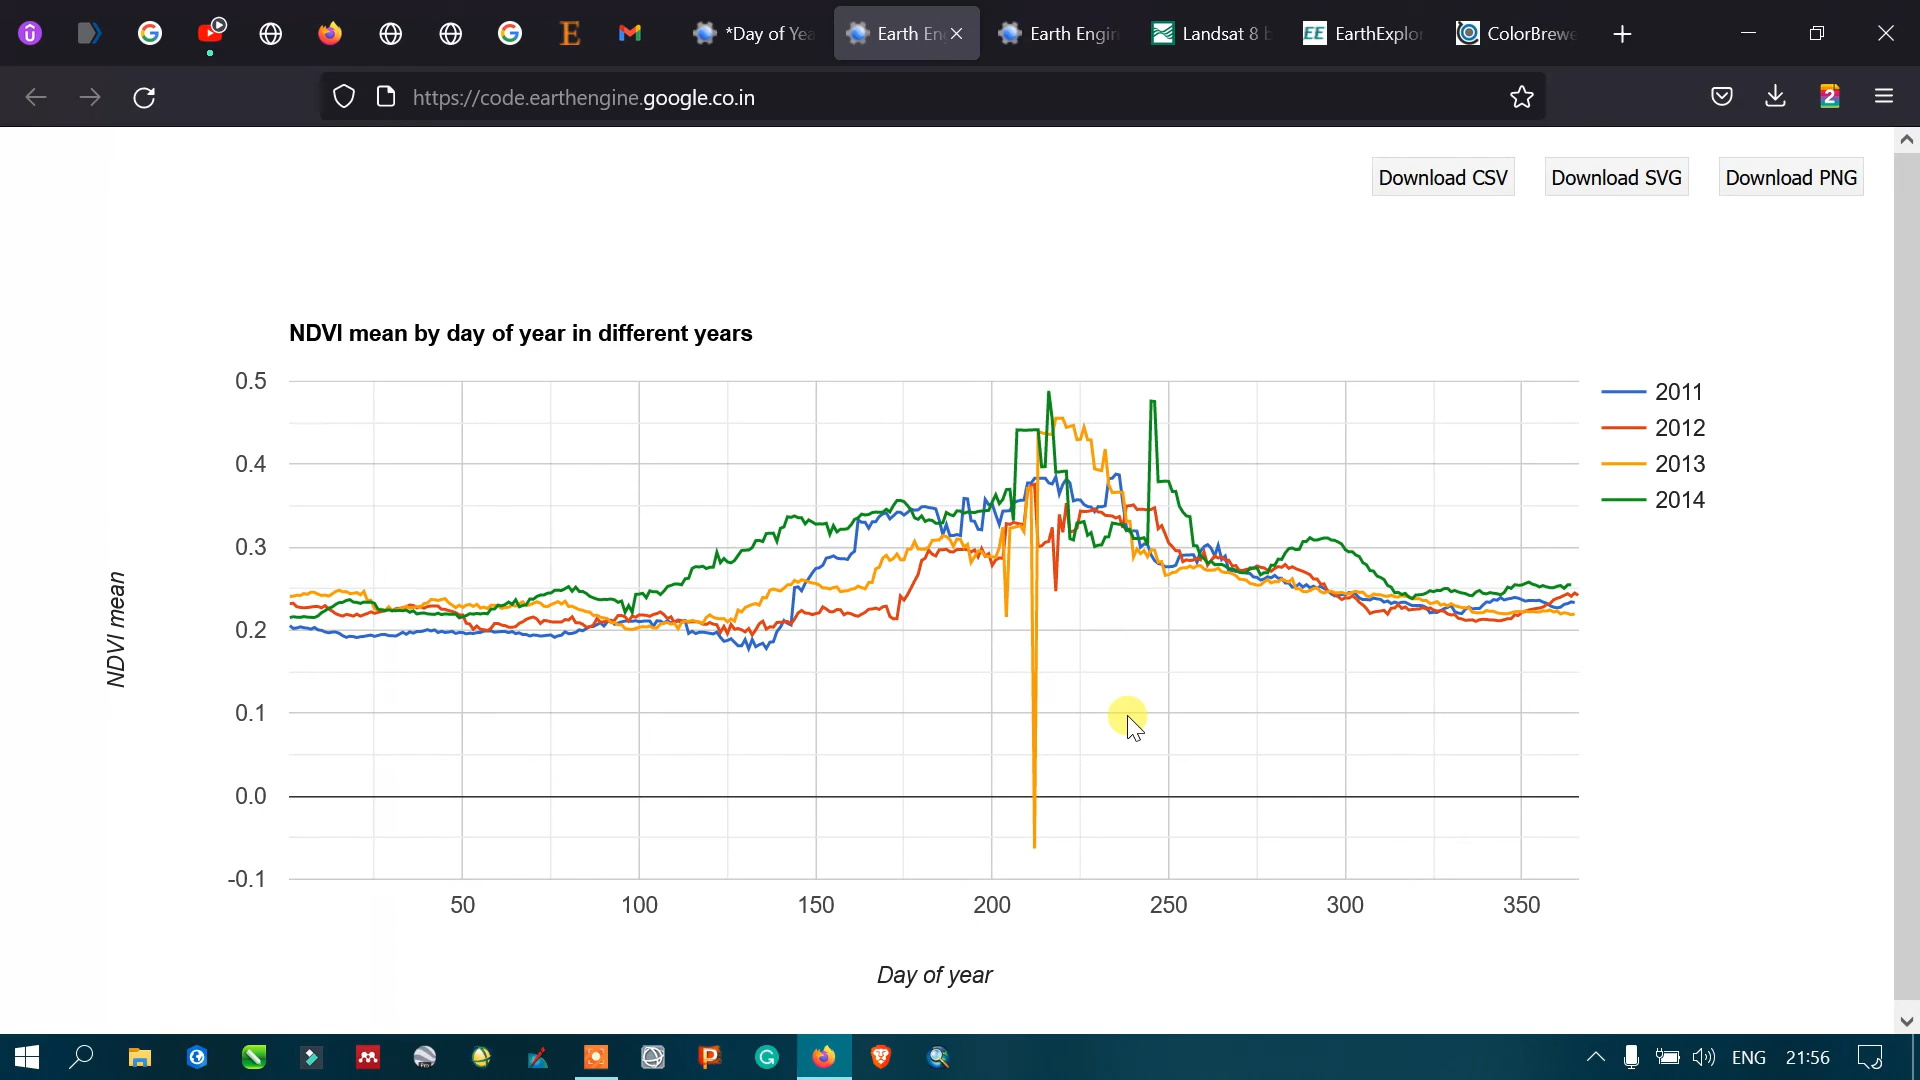 *Day of Yea
Earth En
Earth Engin
Landsat 8 b
EE
EarthExplor
ColorBrewe
https://code.earthengine.google.co.in
2
Download CSV
Download SVG
Download PNG
NDVI mean by day of year in different years
0.5
0.4
0.3
0.2
0.1
0.0
-0.1
NDVI mean
2011
2012
2013
2014
50
100
150
200
250
300
350
Day of year
ENG
21:56